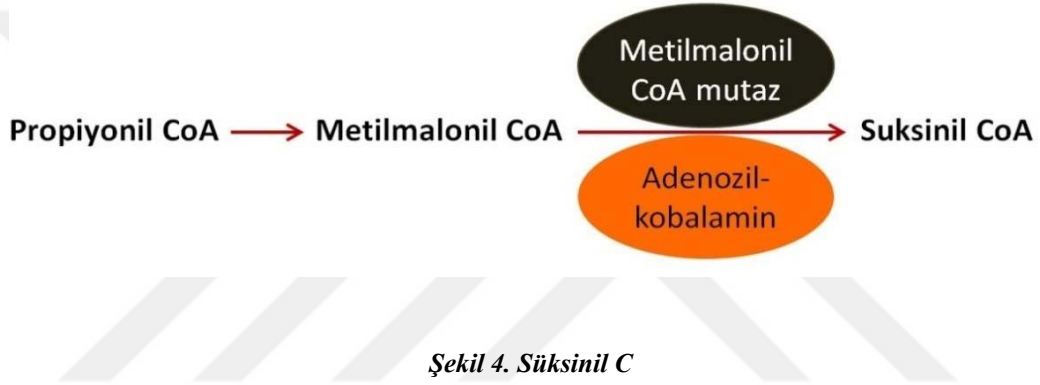 Metilmalonil
CoA mutaz
Propiyonil CoA → Metilmalonil CoA → Suksinil CoA
Adenozil-
kobalamin
Şekil 4. Süksinil C